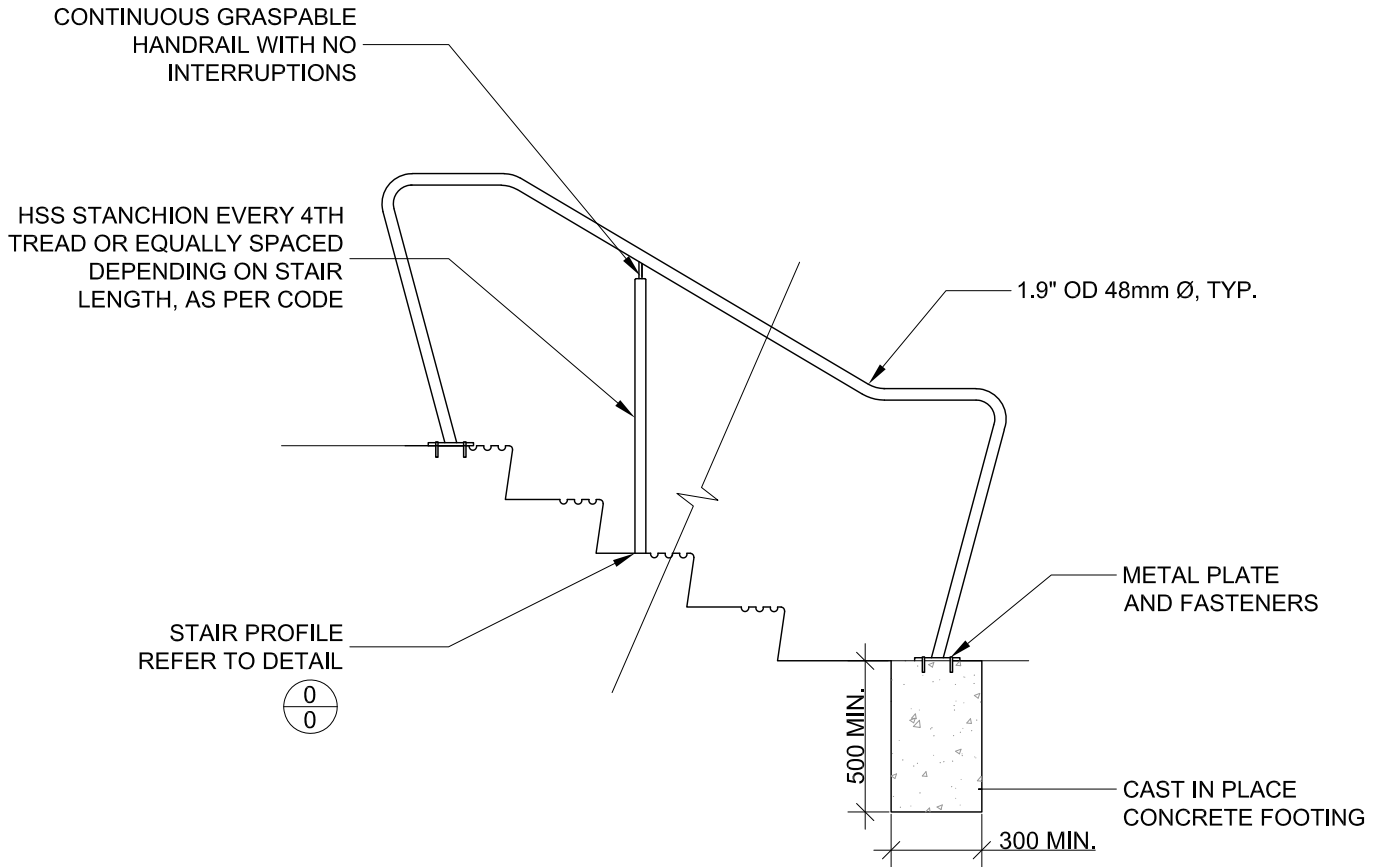 CONTINUOUS GRASPABLE
HANDRAIL WITH NO
INTERRUPTIONS
HSS STANCHION EVERY 4TH
TREAD OR EQUALLY SPACED
DEPENDING ON STAIR
LENGTH, AS PER CODE
1.9" OD 48mm Ø, TYP.
METAL PLATE
AND FASTENERS
STAIR PROFILE
REFER TO DETAIL
0
0
500 MIN.
CAST IN PLACE
CONCRETE FOOTING
300 MIN.